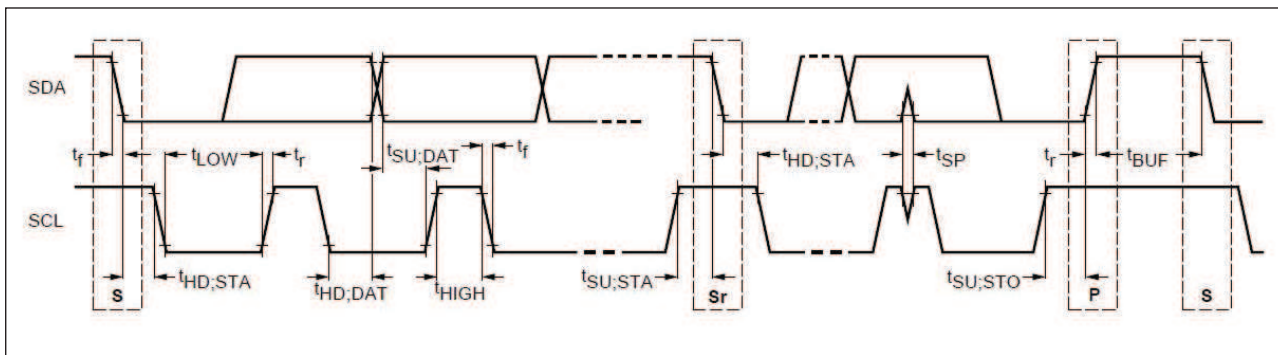 SDA
tf tLOW tr tSU;DAT tf tHD;STA tSP tr tBUF
SCL
tHD;STA tHD;DAT tHIGH tSU;STA tSU;STO
S Sr P S